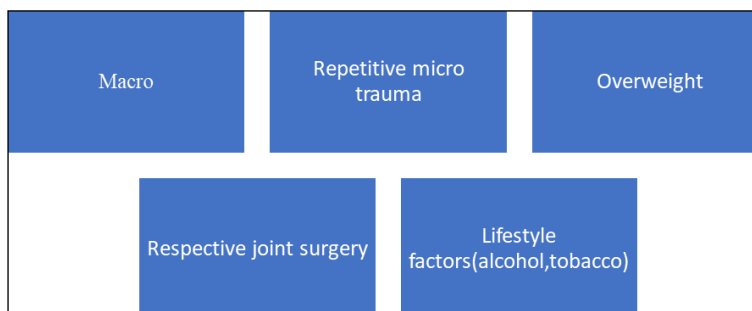 Macro
Repetitive micro
trauma
Overweight
Respective joint surgery
Lifestyle
factors(alcohol,tobacco)